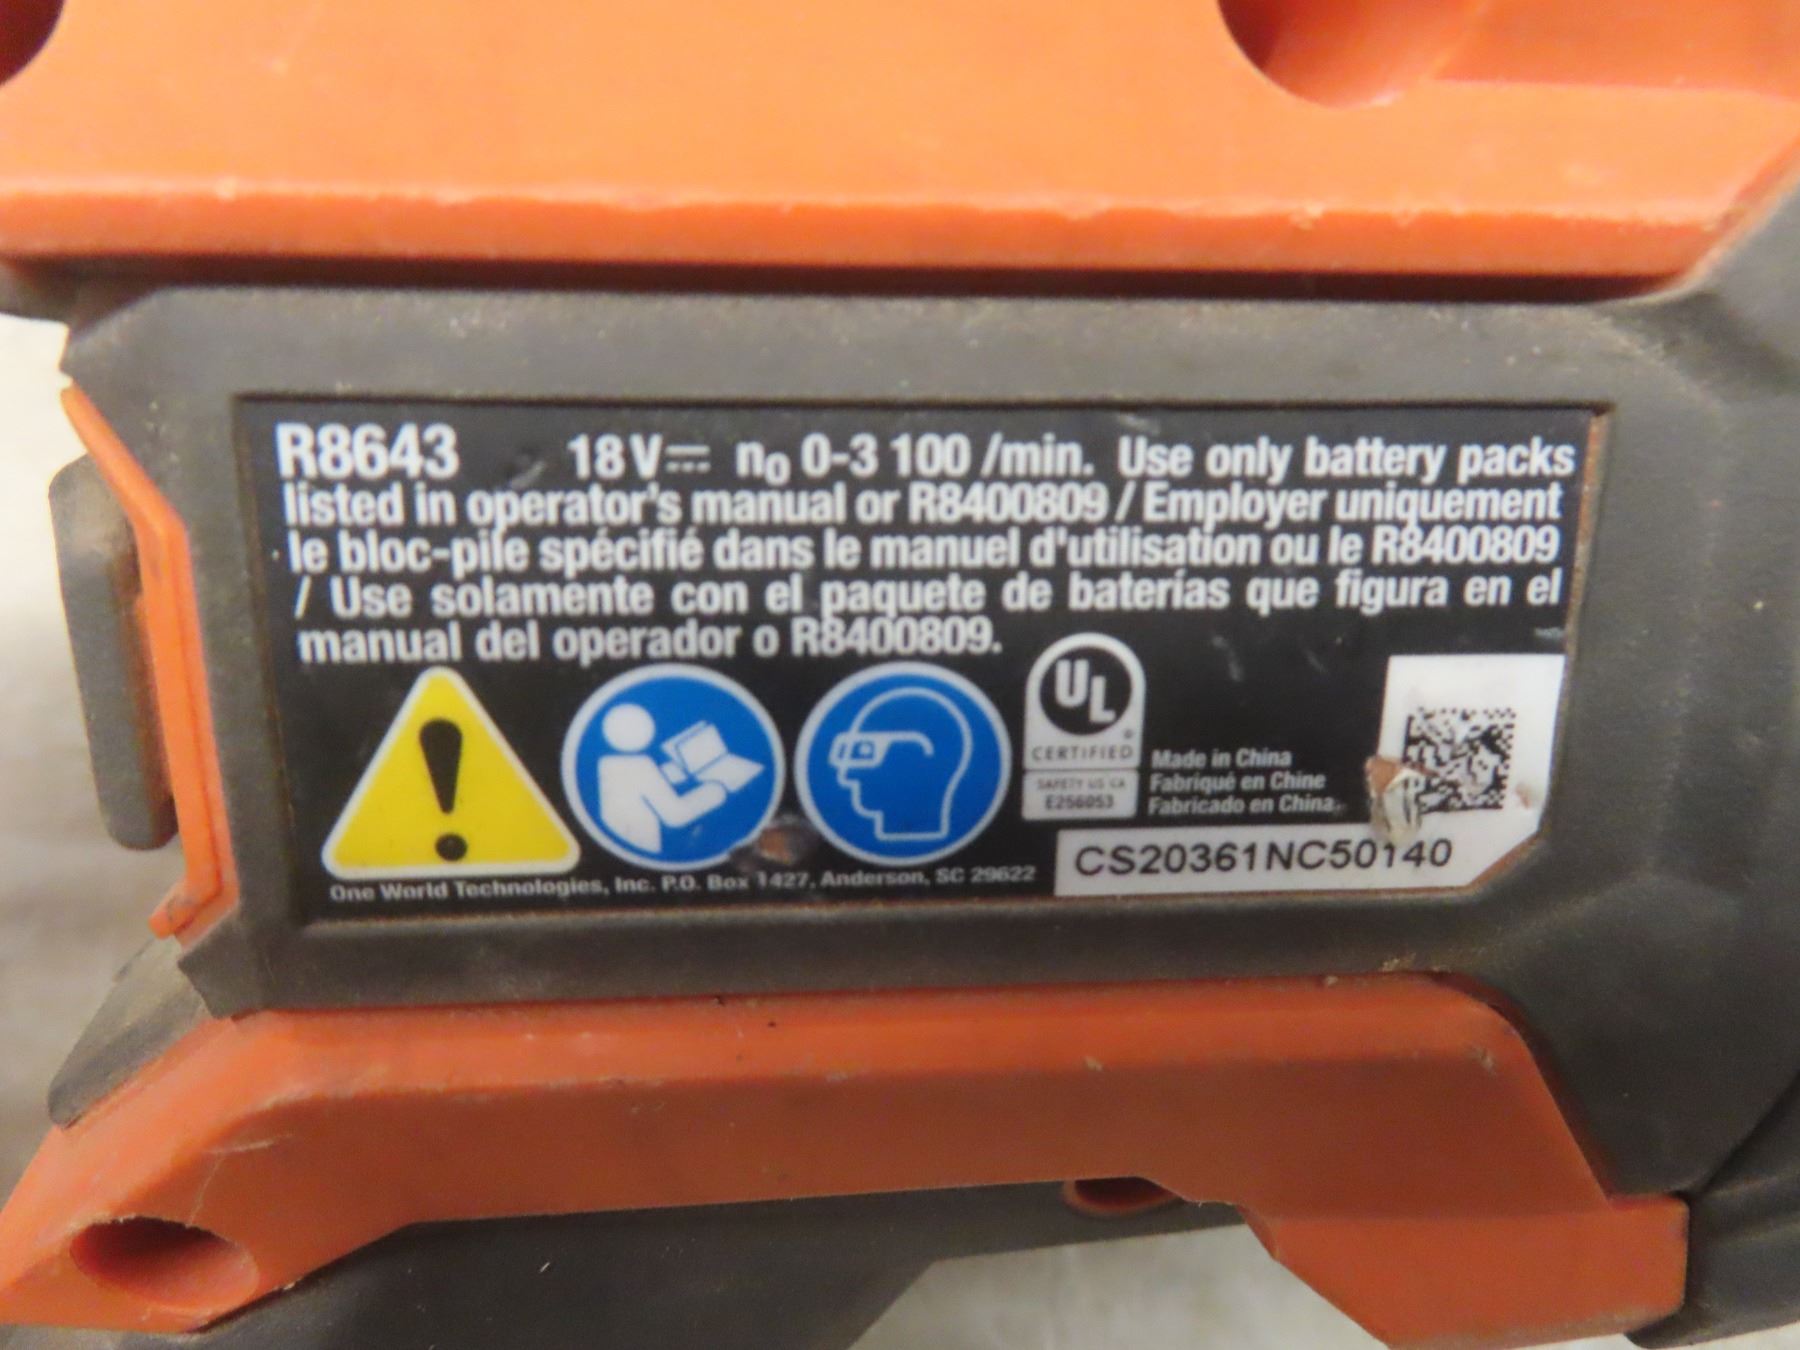 R8643 18V⎓ n₀ 0-3 100 /min. Use only battery packs
listed in operator's manual or R8400809 / Employer uniquement
le bloc-pile spécifié dans le manuel d'utilisation ou le R8400809
/ Use solamente con el paquete de baterías que figura en el
manual del operador o R8400809.
UL
CERTIFIED
SAFETY US CA
E256053
Made in China
Fabriqué en Chine
Fabricado en China
CS20361NC50140
One World Technologies, Inc. P.O. Box 1427, Anderson, SC 29622